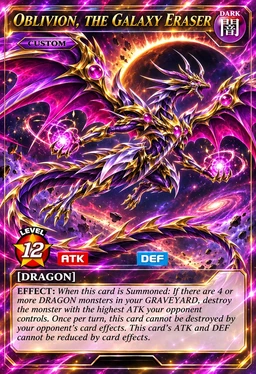 OBLIVION, THE GALAXY ERASER
DARK
闇
CUSTOM
LEVEL
12
ATK
DEF
[DRAGON]
EFFECT: When this card is Summoned: If there are 4 or
more DRAGON monsters in your GRAVEYARD, destroy
the monster with the highest ATK your opponent
controls. Once per turn, this card cannot be destroyed by
your opponent's card effects. This card's ATK and DEF
cannot be reduced by card effects.